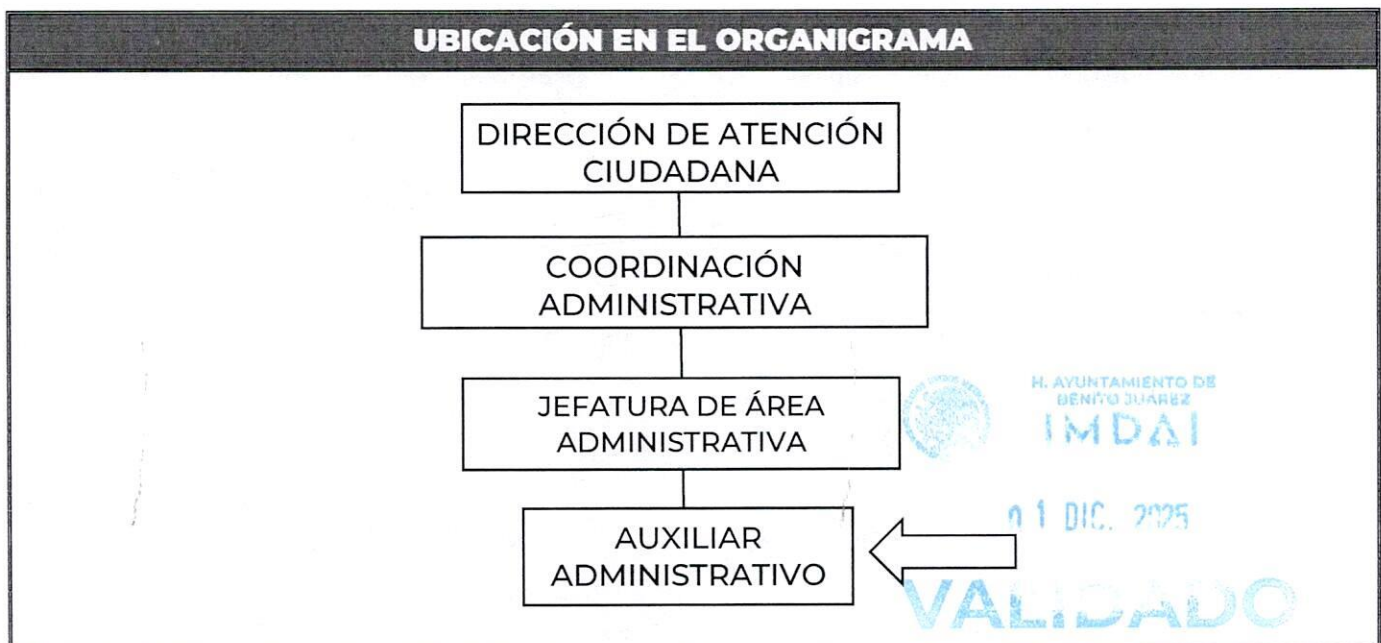 UBICACIÓN EN EL ORGANIGRAMA
DIRECCIÓN DE ATENCIÓN
CIUDADANA
COORDINACIÓN
ADMINISTRATIVA
JEFATURA DE ÁREA
ADMINISTRATIVA
AUXILIAR
ADMINISTRATIVO
H. AYUNTAMIENTO DE
BENITO JUAREZ
IMDAI
01 DIC. 2025
VALIDADO